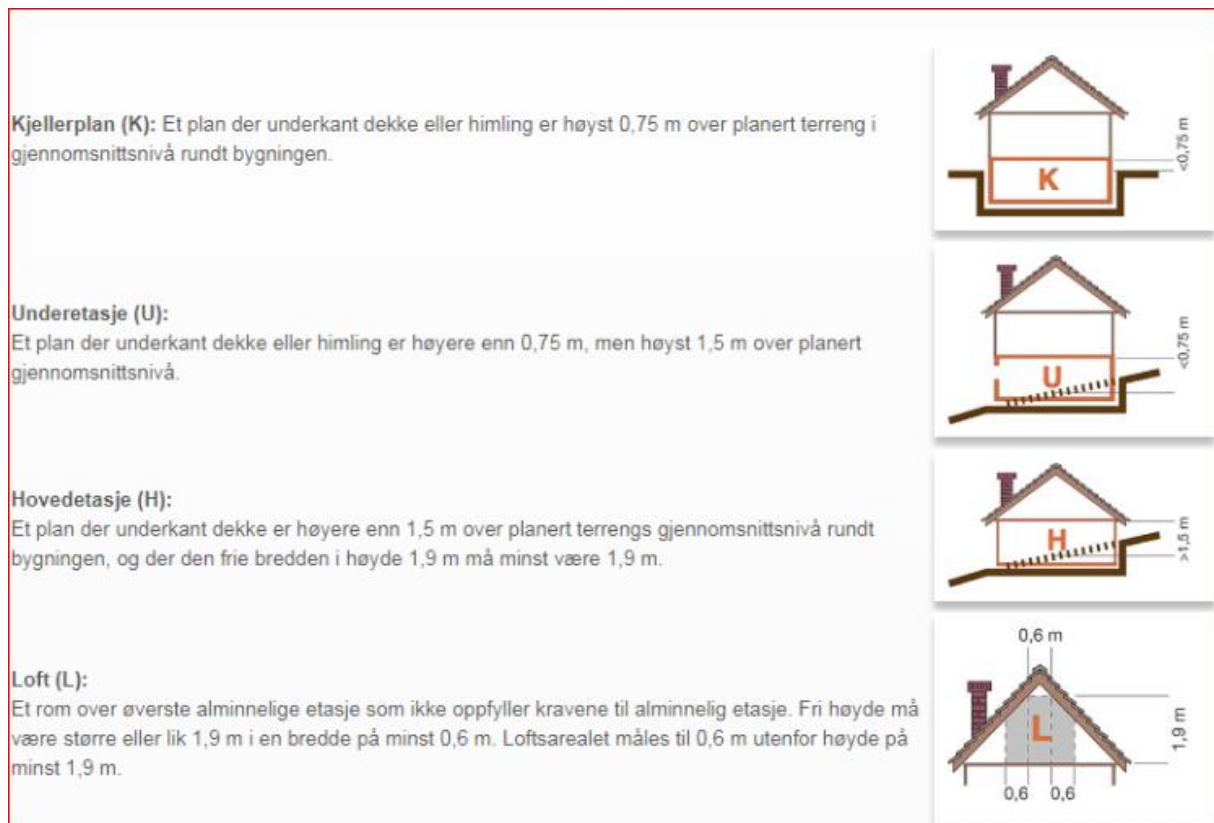 Kjellerplan (K): Et plan der underkant dekke eller himling er høyst 0,75 m over planert terreng i
gjennomsnittsnivå rundt bygningen.
K
<0,75 m
Underetasje (U):
Et plan der underkant dekke eller himling er høyere enn 0,75 m, men høyst 1,5 m over planert
gjennomsnittsnivå.
U
<0,75 m
Hovedetasje (H):
Et plan der underkant dekke er høyere enn 1,5 m over planert terrengs gjennomsnittsnivå rundt
bygningen, og der den frie bredden i høyde 1,9 m må minst være 1,9 m.
H
>1,5 m
Loft (L):
Et rom over øverste alminnelige etasje som ikke oppfyller kravene til alminnelig etasje. Fri høyde må
være større eller lik 1,9 m i en bredde på minst 0,6 m. Loftsarealet måles til 0,6 m utenfor høyde på
minst 1,9 m.
0,6 m
L
1,9 m
0,6 0,6